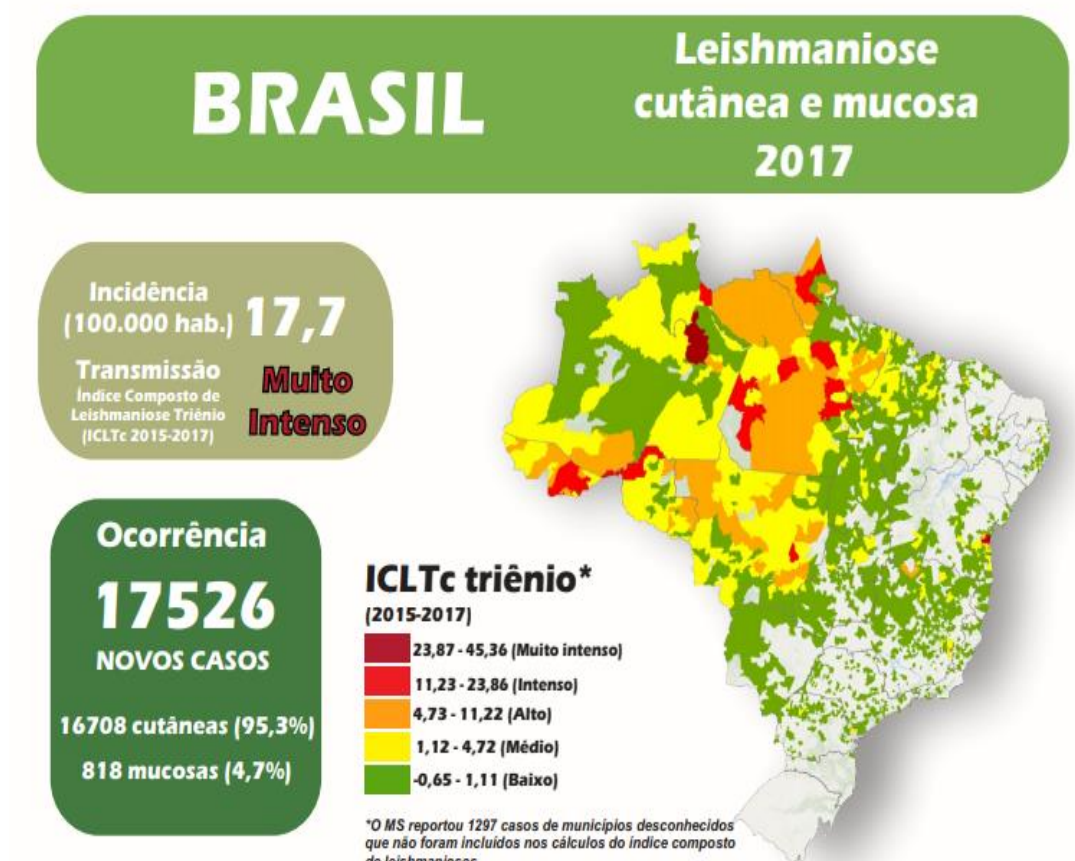 BRASIL
Leishmaniose
cutânea e mucosa
2017
Incidência
(100.000 hab.) 17,7
Transmissão
Índice Composto de
Leishmaniose Triênio
(ICLTc 2015-2017)
Muito
Intenso
Ocorrência
17526
NOVOS CASOS
16708 cutâneas (95,3%)
818 mucosas (4,7%)
ICLTc triênio*
(2015-2017)
23,87 - 45,36 (Muito intenso)
11,23 - 23,86 (Intenso)
4,73 - 11,22 (Alto)
1,12 - 4,72 (Médio)
-0,65 - 1,11 (Baixo)
*O MS reportou 1297 casos de municípios desconhecidos
que não foram incluídos nos cálculos do índice composto
de leishmanioses